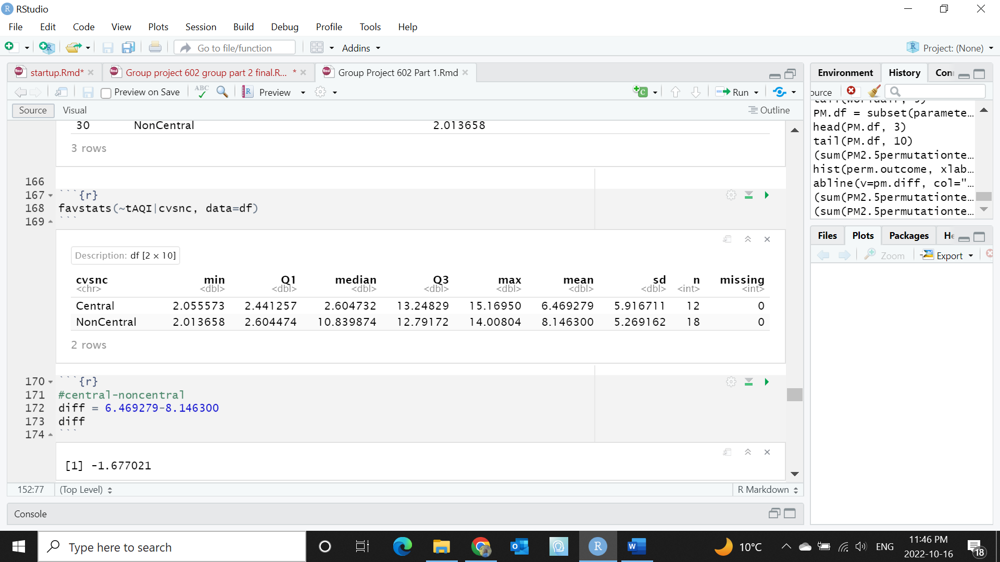 RStudio
File Edit Code View Plots Session Build Debug Profile Tools Help
Go to file/function Addins Project: (None)
startup.Rmd* Group project 602 group part 2 final.R... * Group Project 602 Part 1.Rmd
Preview on Save ABC Preview Run
Source Visual Outline
30 NonCentral 2.013658
3 rows
166
167 ```{r}
168 favstats(~tAQI|cvsnc, data=df)
169 ```
Description: df [2 × 10]
cvsnc min Q1 median Q3 max mean sd n missing
<chr> <dbl> <dbl> <dbl> <dbl> <dbl> <dbl> <dbl> <int> <int>
Central 2.055573 2.441257 2.604732 13.24829 15.16950 6.469279 5.916711 12 0
NonCentral 2.013658 2.604474 10.839874 12.79172 14.00804 8.146300 5.269162 18 0
2 rows
170 ```{r}
171 #central-noncentral
172 diff = 6.469279-8.146300
173 diff
174 ```
[1] -1.677021
152:77 (Top Level) R Markdown
Console
Environment History Con
ource
PM.df = subset(paramete...
head(PM.df, 3)
tail(PM.df, 10)
(sum(PM2.5permutationte...
hist(perm.outcome, xlab...
abline(v=pm.diff, col="...
(sum(PM2.5permutationte...
(sum(PM2.5permutationte...
Files Plots Packages He
Zoom Export
Type here to search
10°C ENG 11:46 PM
2022-10-16
18